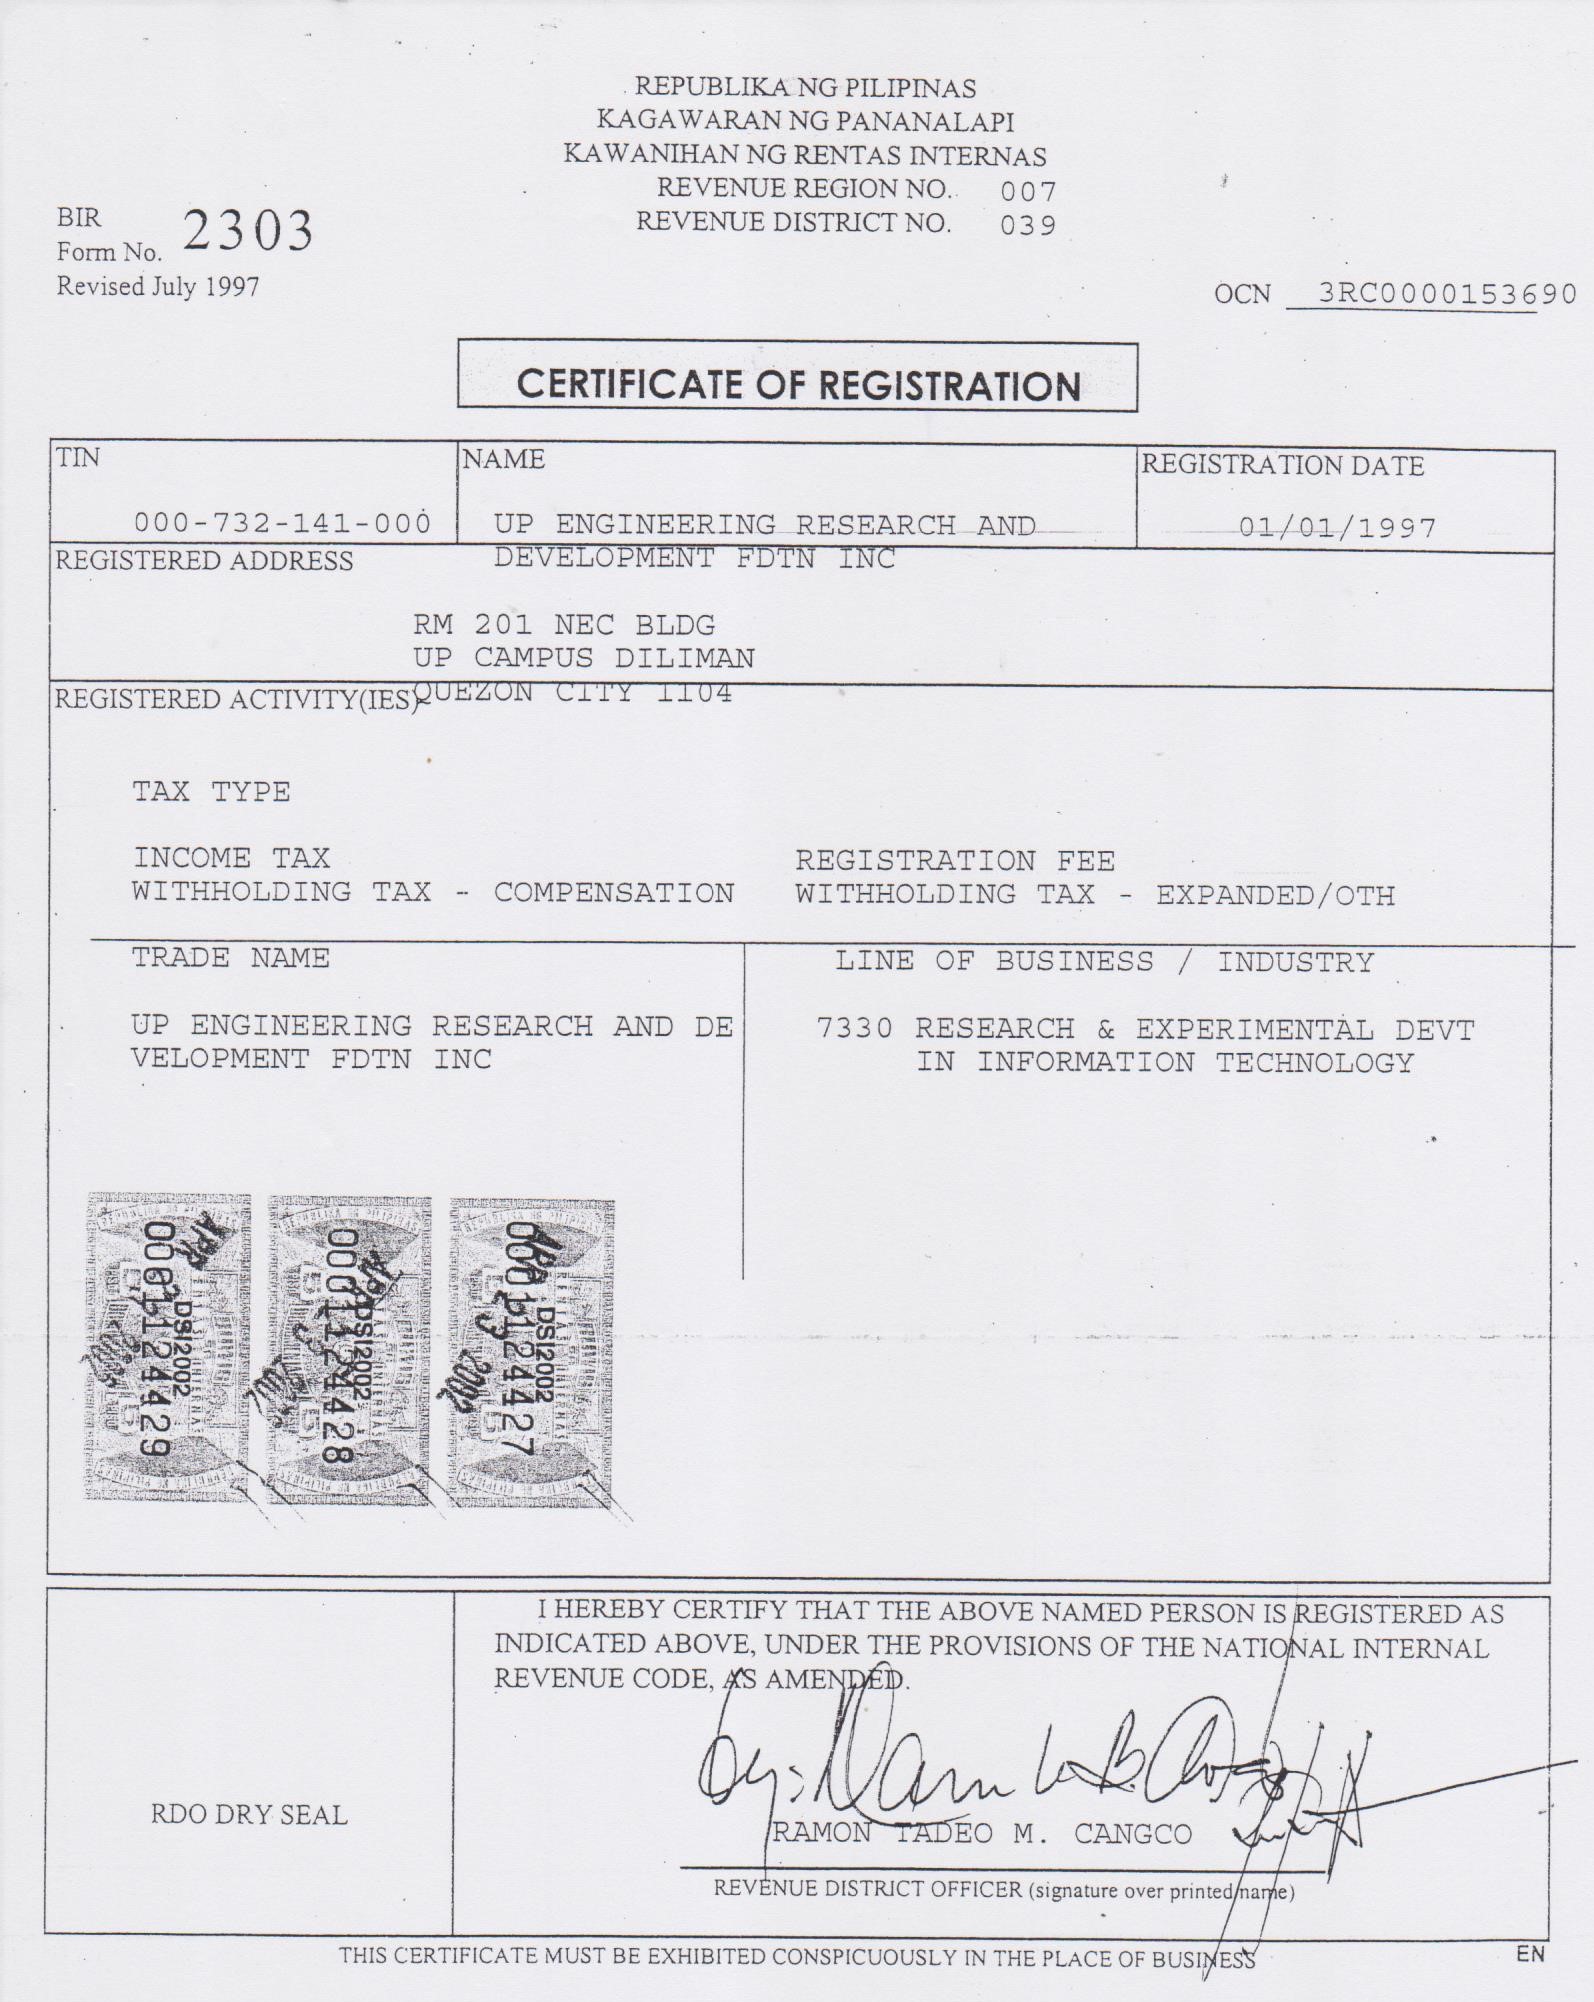 REPUBLIKA NG PILIPINAS
KAGAWARAN NG PANANALAPI
KAWANIHAN NG RENTAS INTERNAS
REVENUE REGION NO. 007
REVENUE DISTRICT NO. 039
BIR
Form No. 2303
Revised July 1997
OCN 3RC0000153690
CERTIFICATE OF REGISTRATION
TIN NAME REGISTRATION DATE
000-732-141-000 UP ENGINEERING RESEARCH AND 01/01/1997
DEVELOPMENT FDTN INC
REGISTERED ADDRESS
RM 201 NEC BLDG
UP CAMPUS DILIMAN
QUEZON CITY 1104
REGISTERED ACTIVITY(IES)
TAX TYPE
INCOME TAX REGISTRATION FEE
WITHHOLDING TAX - COMPENSATION WITHHOLDING TAX - EXPANDED/OTH
TRADE NAME LINE OF BUSINESS / INDUSTRY
UP ENGINEERING RESEARCH AND DE 7330 RESEARCH & EXPERIMENTAL DEVT
VELOPMENT FDTN INC IN INFORMATION TECHNOLOGY
DSI2002
DSI2002
DSI2002
I HEREBY CERTIFY THAT THE ABOVE NAMED PERSON IS REGISTERED AS
INDICATED ABOVE, UNDER THE PROVISIONS OF THE NATIONAL INTERNAL
REVENUE CODE, AS AMENDED.
by:
RDO DRY SEAL
RAMON TADEO M. CANGCO
REVENUE DISTRICT OFFICER (signature over printed name)
THIS CERTIFICATE MUST BE EXHIBITED CONSPICUOUSLY IN THE PLACE OF BUSINESS EN